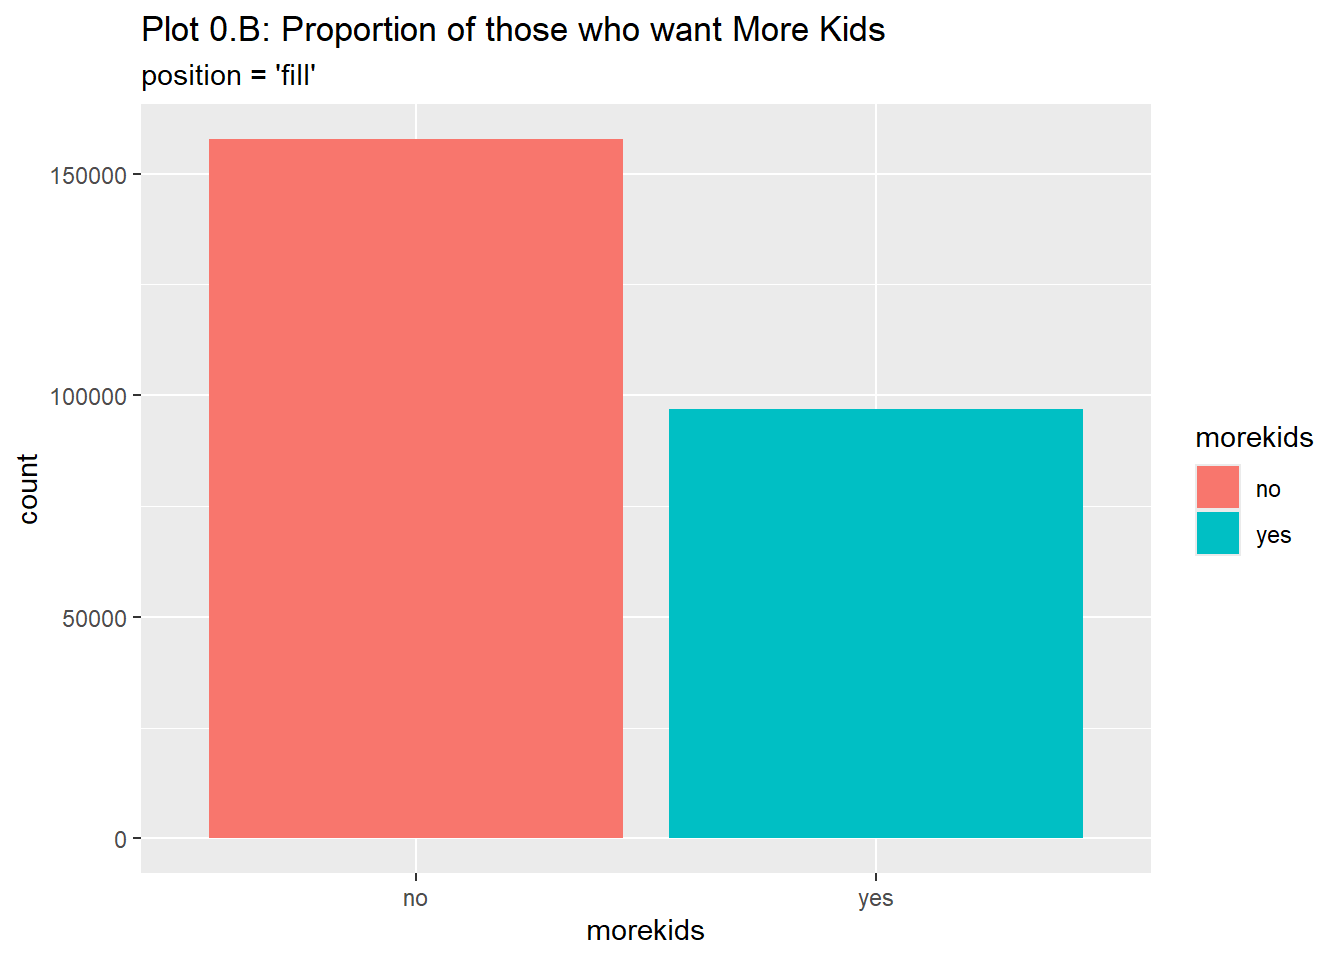 Plot 0.B: Proportion of those who want More Kids
position = 'fill'
150000
100000
50000
0
count
no
yes
morekids
morekids
no
yes